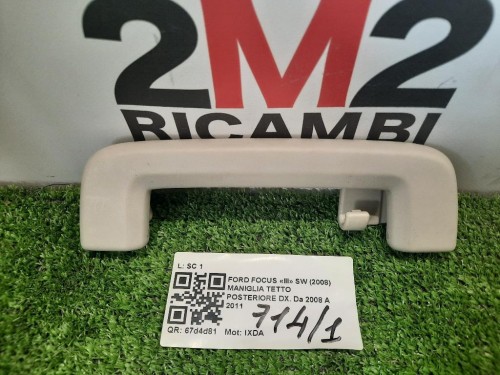 2M2
RICAMBI
L: SC 1
FORD FOCUS «III» SW (2008)
MANIGLIA TETTO
POSTERIORE DX. Da 2008 A
2011
714/1
QR: 67d4d81 Mot: IXDA